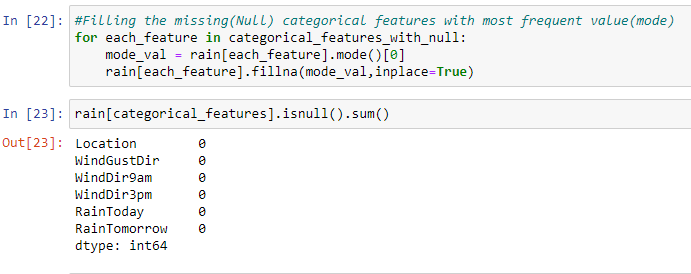 In [22]: #Filling the missing(Null) categorical features with most frequent value(mode)
for each_feature in categorical_features_with_null:
    mode_val = rain[each_feature].mode()[0]
    rain[each_feature].fillna(mode_val,inplace=True)
In [23]: rain[categorical_features].isnull().sum()
Out[23]: Location 0
WindGustDir 0
WindDir9am 0
WindDir3pm 0
RainToday 0
RainTomorrow 0
dtype: int64